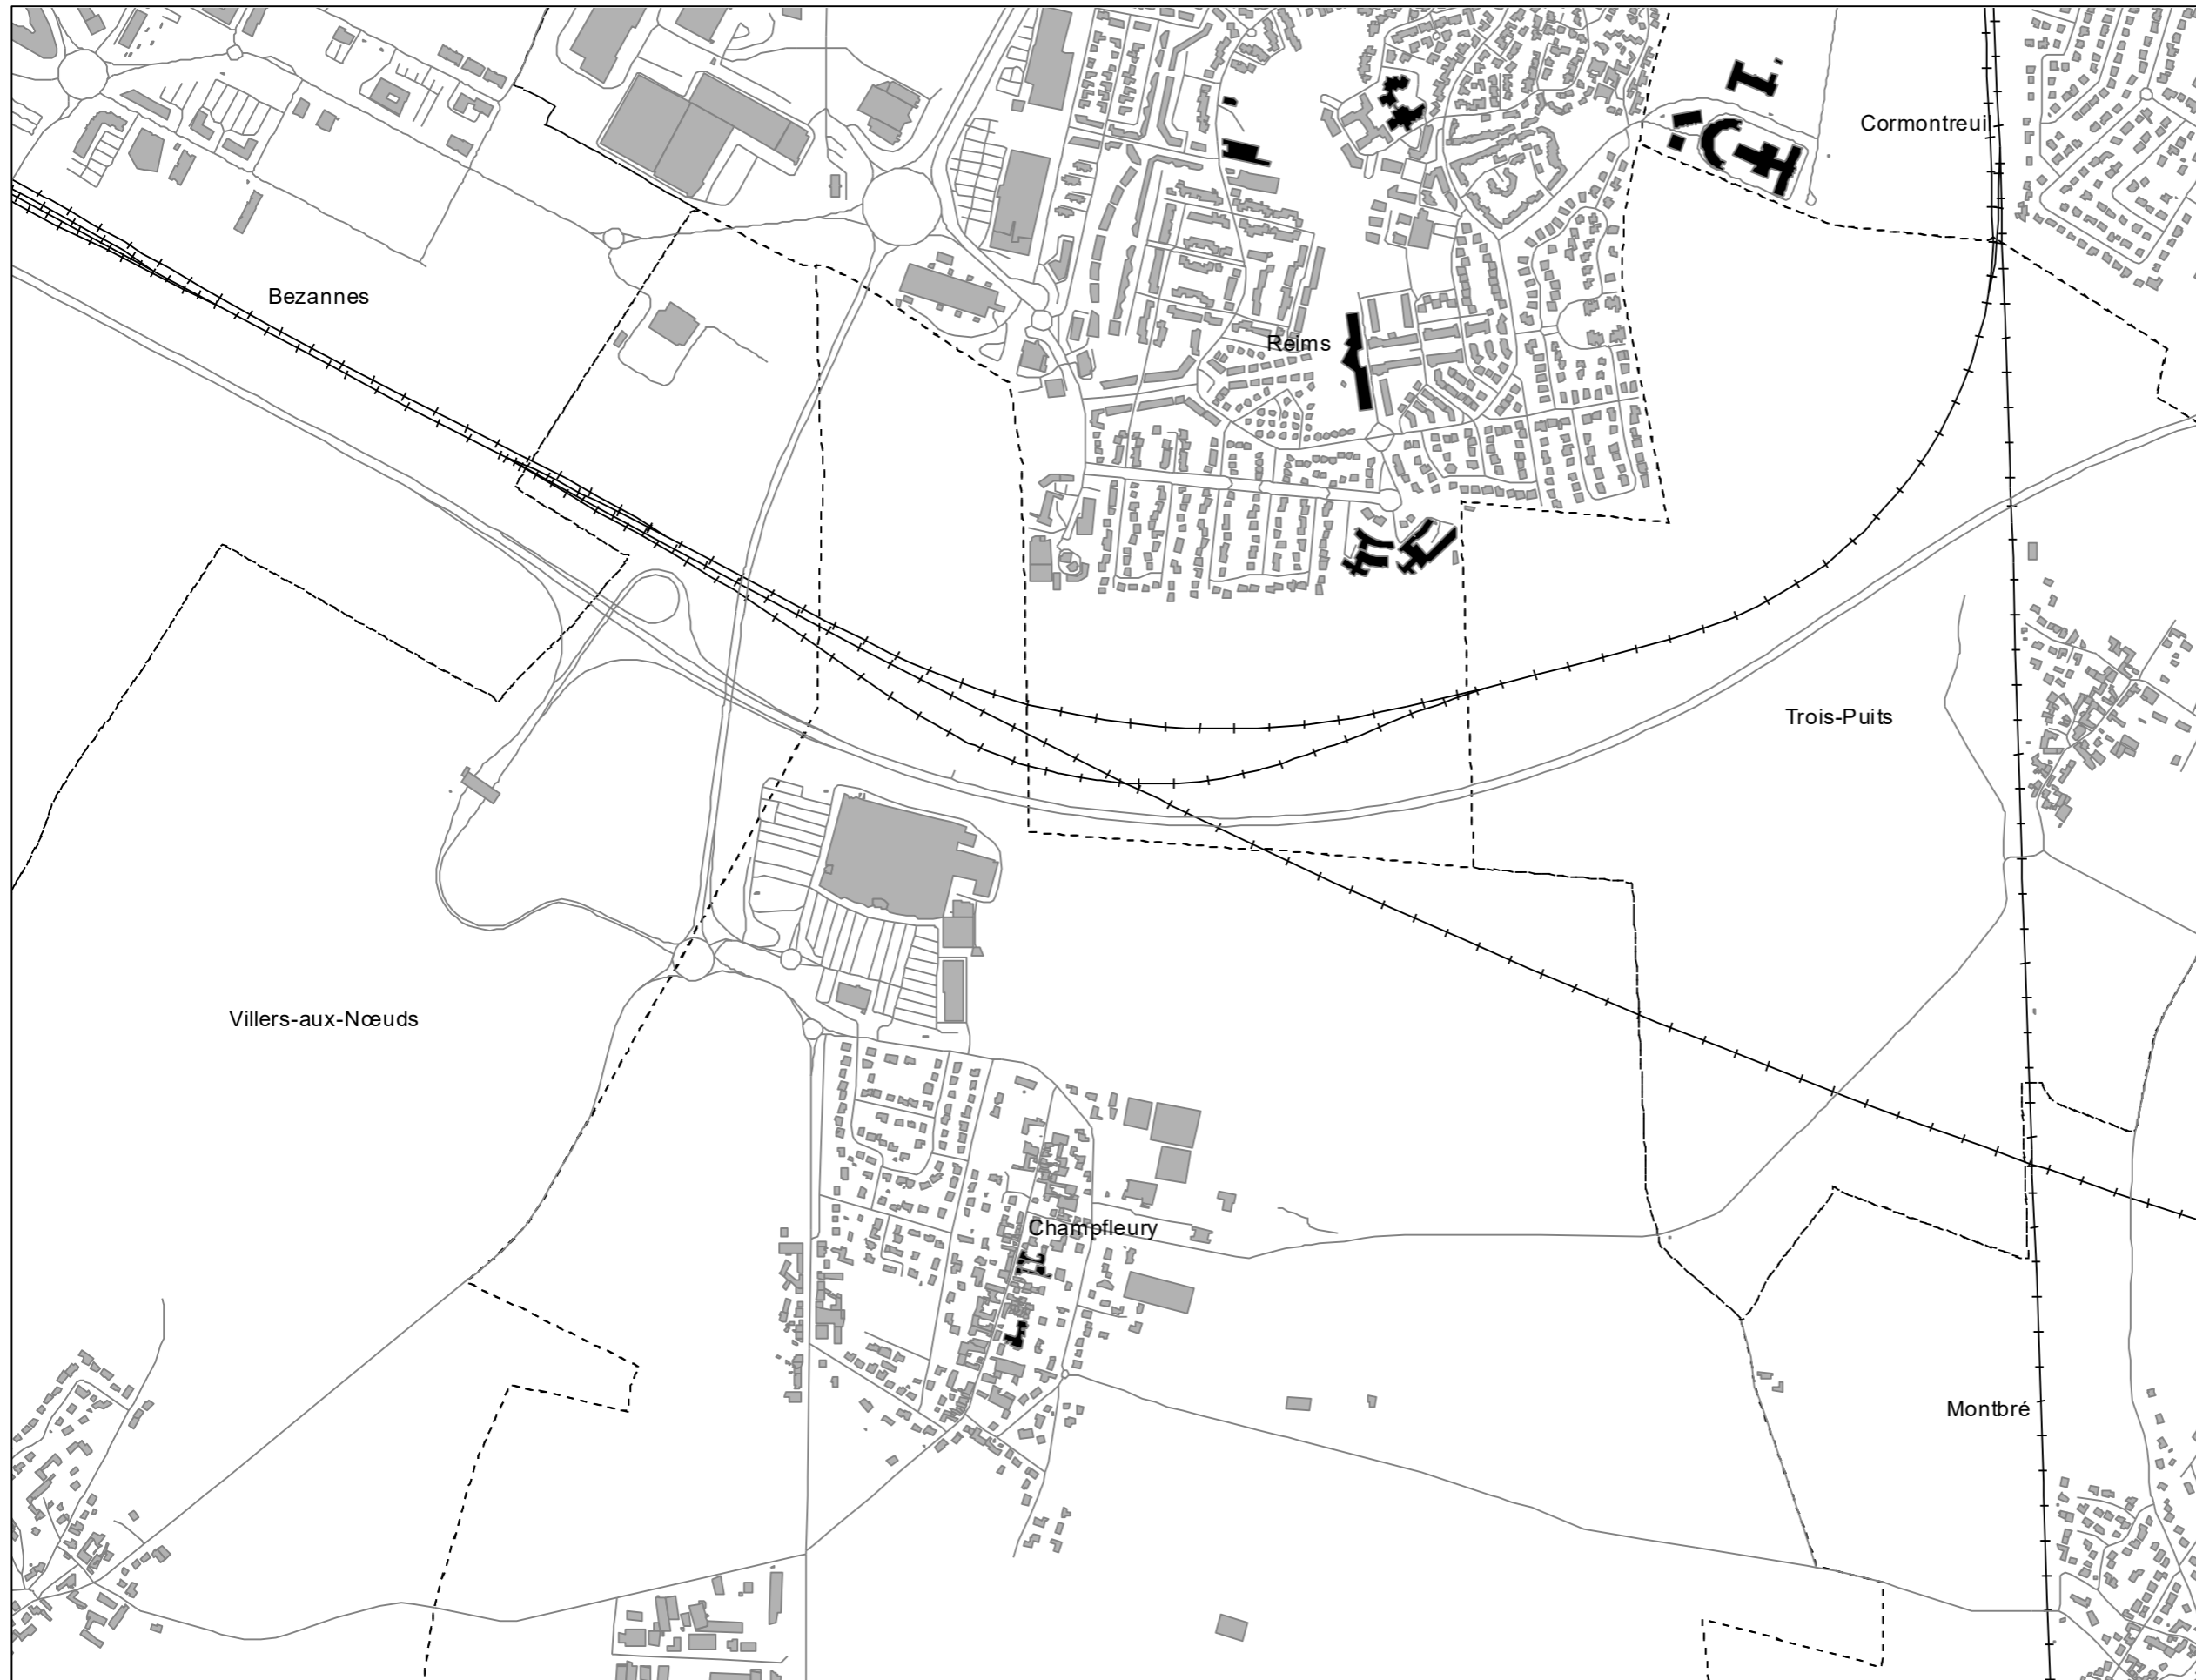 Cormontreuil
Bezannes
Reims
Trois-Puits
Villers-aux-Nœuds
Champfleury
Montbré